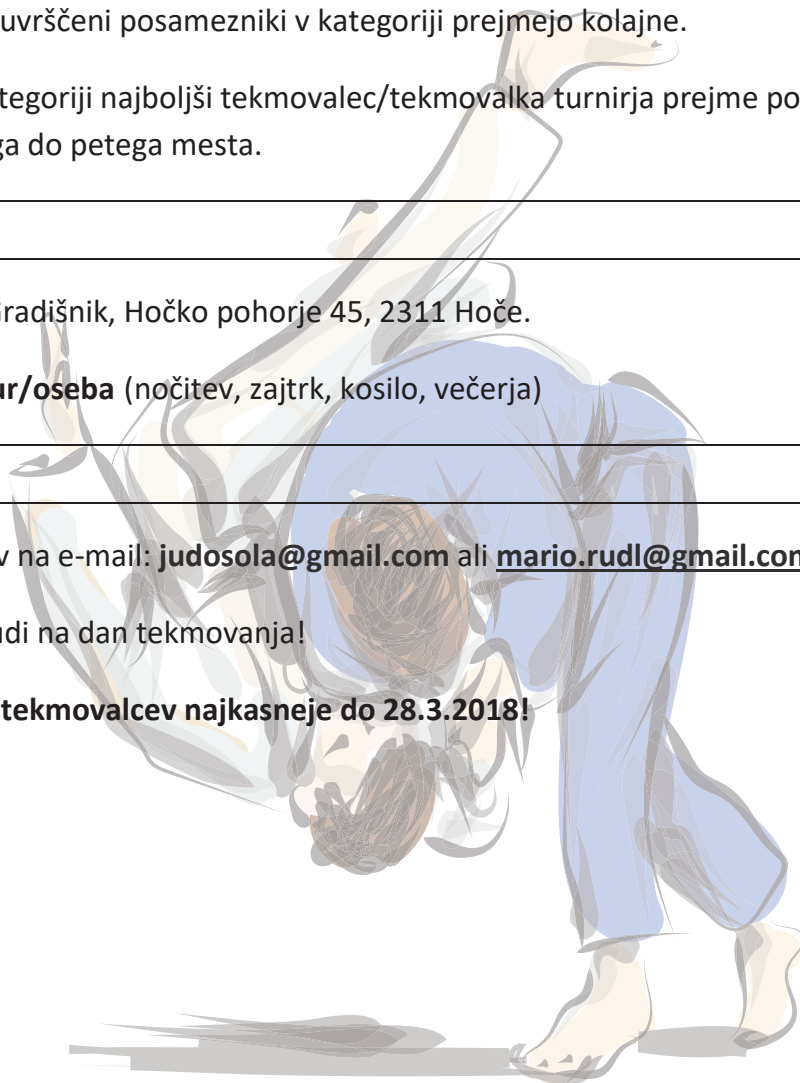 uvrščeni posamezniki v kategoriji prejmejo kolajne.
tegoriji najboljši tekmovalec/tekmovalka turnirja prejme po
ga do petega mesta.
Gradišnik, Hočko pohorje 45, 2311 Hoče.
ur/oseba (nočitev, zajtrk, kosilo, večerja)
v na e-mail: judosola@gmail.com ali mario.rudl@gmail.com
udi na dan tekmovanja!
tekmovalcev najkasneje do 28.3.2018!